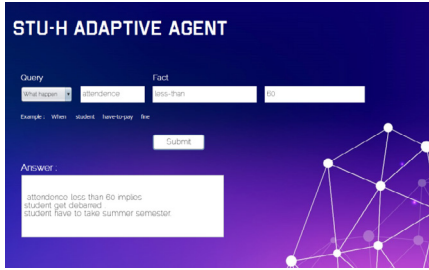 STU-H ADAPTIVE AGENT
Query Fact
What happen attendence less-than 60
Example : When student have-to-pay fine
Submit
Answer :
attendence less than 60 implies
student get debarred .
student have to take summer semester.